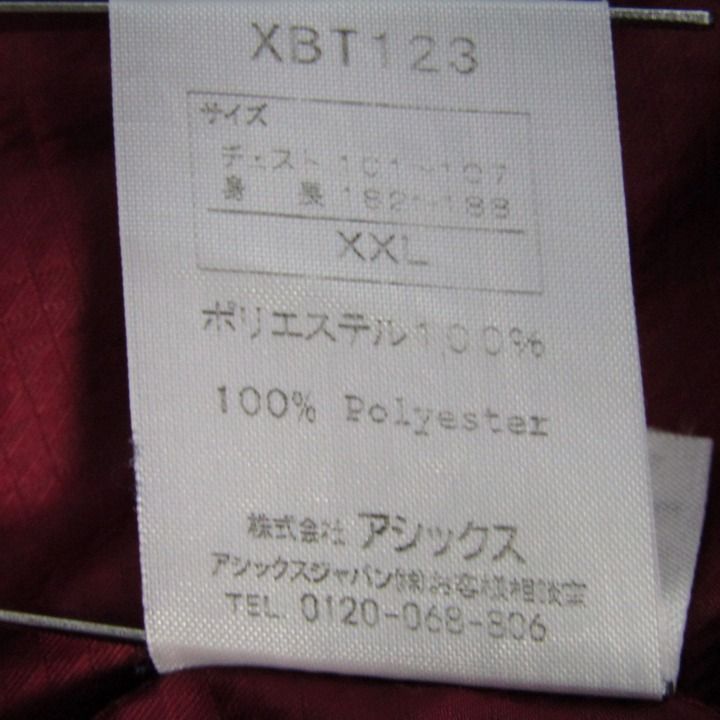 XBT123
サイズ
チェスト 101~107
身 長 182~188
XXL
ポリエステル100%
100% Polyester
株式会社 アシックス
アシックスジャパン(株)お客様相談室
TEL. 0120-068-806